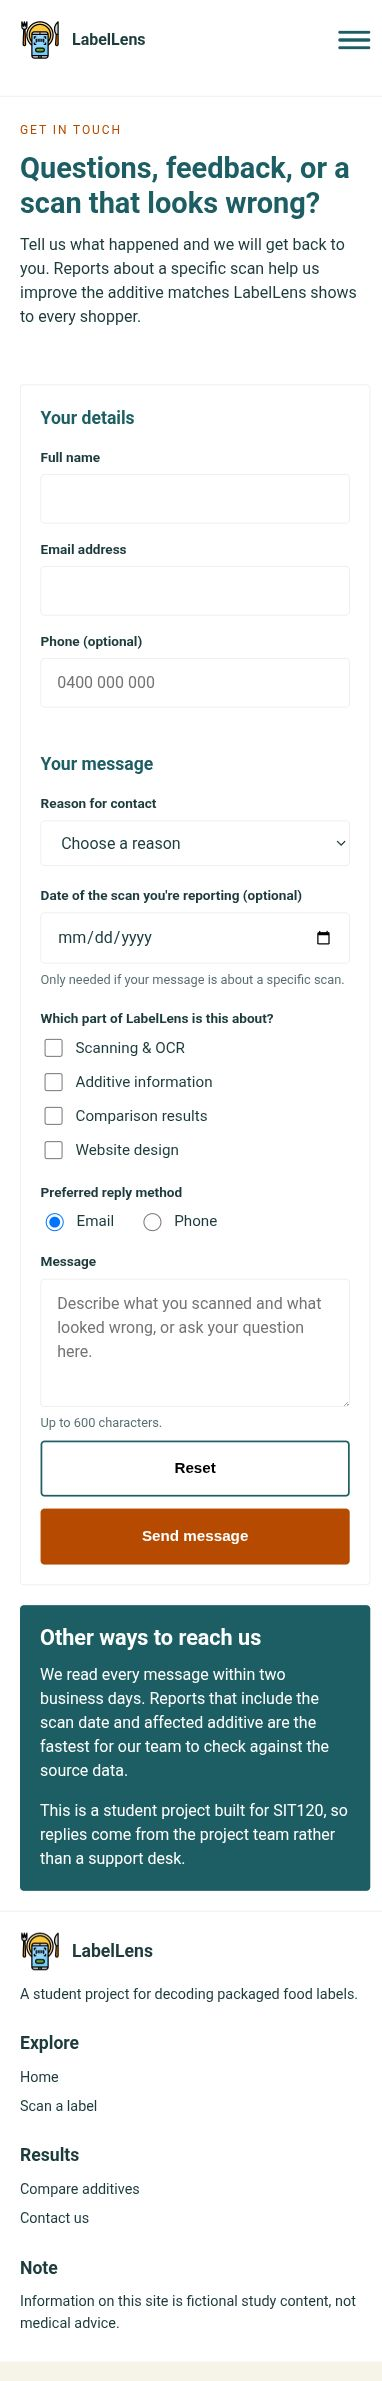 LabelLens
GET IN TOUCH
Questions, feedback, or a
scan that looks wrong?
Tell us what happened and we will get back to
you. Reports about a specific scan help us
improve the additive matches LabelLens shows
to every shopper.
Your details
Full name
Email address
Phone (optional)
0400 000 000
Your message
Reason for contact
Choose a reason
Date of the scan you're reporting (optional)
mm/dd/yyyy
Only needed if your message is about a specific scan.
Which part of LabelLens is this about?
Scanning & OCR
Additive information
Comparison results
Website design
Preferred reply method
Email Phone
Message
Describe what you scanned and what
looked wrong, or ask your question
here.
Up to 600 characters.
Reset
Send message
Other ways to reach us
We read every message within two
business days. Reports that include the
scan date and affected additive are the
fastest for our team to check against the
source data.
This is a student project built for SIT120, so
replies come from the project team rather
than a support desk.
LabelLens
A student project for decoding packaged food labels.
Explore
Home
Scan a label
Results
Compare additives
Contact us
Note
Information on this site is fictional study content, not
medical advice.